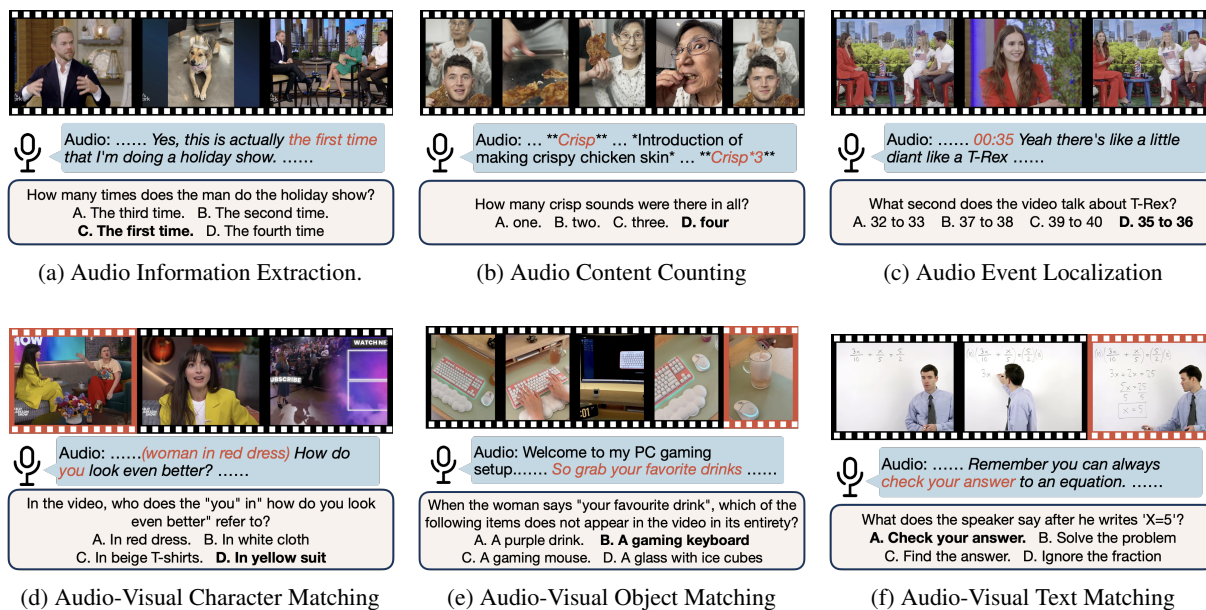 Audio: …… Yes, this is actually the first time
that I'm doing a holiday show. ……
How many times does the man do the holiday show?
A. The third time. B. The second time.
C. The first time. D. The fourth time
(a) Audio Information Extraction.
Audio: … **Crisp** … *Introduction of
making crispy chicken skin* … **Crisp*3**
How many crisp sounds were there in all?
A. one. B. two. C. three. D. four
(b) Audio Content Counting
Audio: …… 00:35 Yeah there's like a little
diant like a T-Rex ……
What second does the video talk about T-Rex?
A. 32 to 33 B. 37 to 38 C. 39 to 40 D. 35 to 36
(c) Audio Event Localization
HOW
WATCH NE
SUBSCRIBE
Audio: ……(woman in red dress) How do
you look even better? ……
In the video, who does the "you" in" how do you look
even better" refer to?
A. In red dress. B. In white cloth
C. In beige T-shirts. D. In yellow suit
(d) Audio-Visual Character Matching
Audio: Welcome to my PC gaming
setup……. So grab your favorite drinks ……
When the woman says "your favourite drink", which of the
following items does not appear in the video in its entirety?
A. A purple drink. B. A gaming keyboard
C. A gaming mouse. D. A glass with ice cubes
(e) Audio-Visual Object Matching
3x + 2x = 25
x = 5
Audio: …… Remember you can always
check your answer to an equation. ……
What does the speaker say after he writes 'X=5'?
A. Check your answer. B. Solve the problem
C. Find the answer. D. Ignore the fraction
(f) Audio-Visual Text Matching